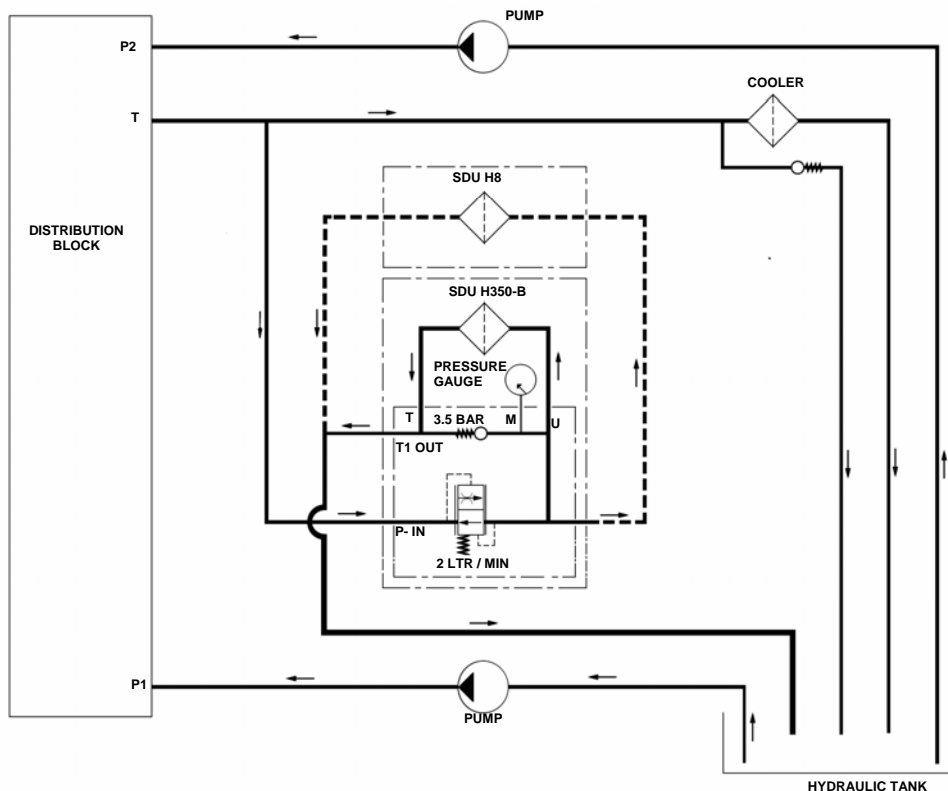 PUMP
P2
COOLER
T
SDU H8
DISTRIBUTION
BLOCK
SDU H350-B
PRESSURE
GAUGE
T
3.5 BAR
M
U
T1 OUT
P- IN
2 LTR / MIN
P1
PUMP
HYDRAULIC TANK